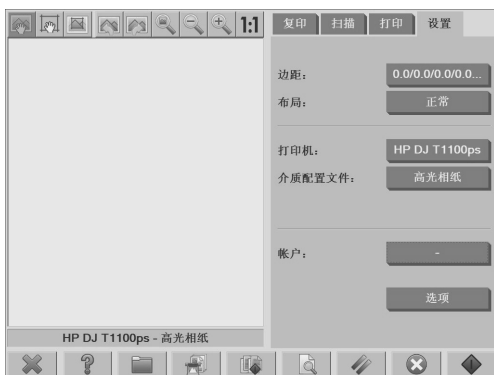 1:1
复印 扫描 打印 设置
边距： 0.0/0.0/0.0/0.0...
布局： 正常
打印机： HP DJ T1100ps
介质配置文件： 高光相纸
帐户： -
选项
HP DJ T1100ps - 高光相纸
?